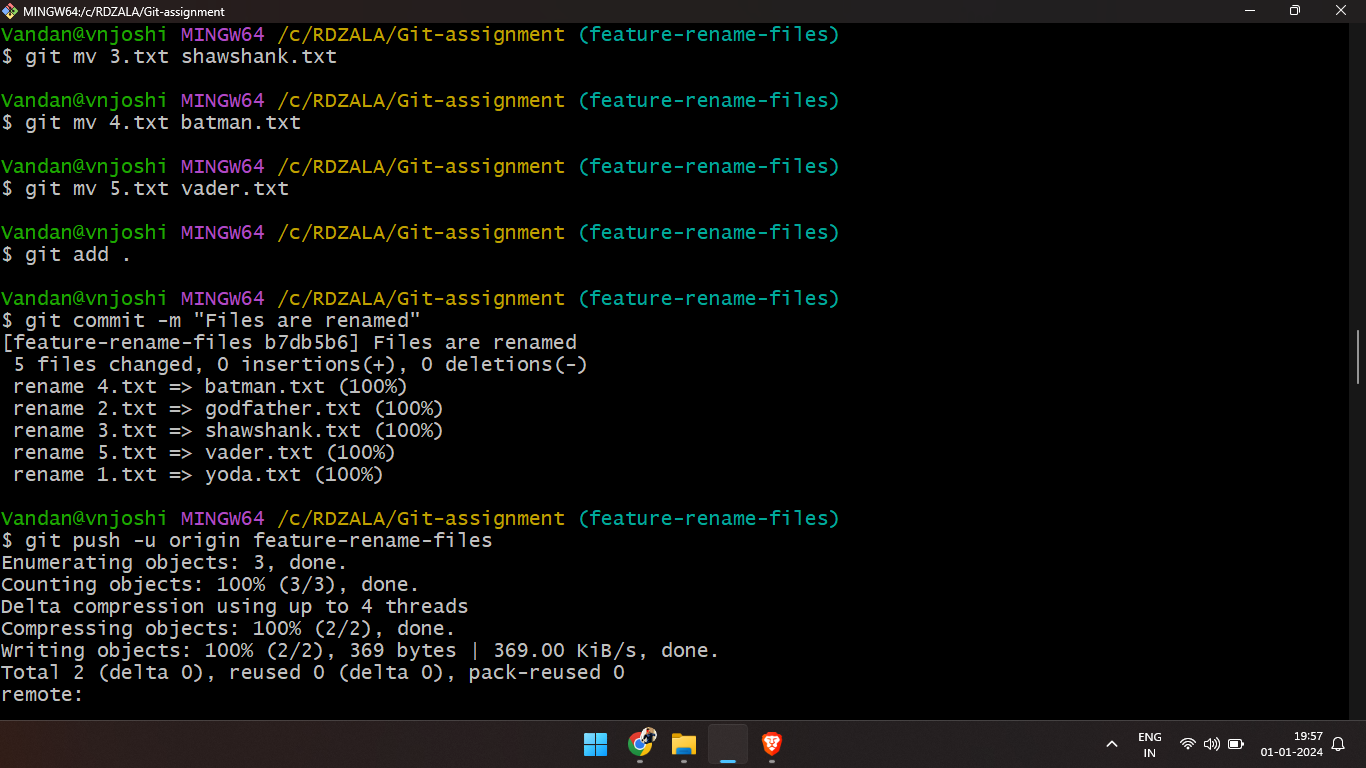 MINGW64:/c/RDZALA/Git-assignment
Vandan@vnjoshi MINGW64 /c/RDZALA/Git-assignment (feature-rename-files)
$ git mv 3.txt shawshank.txt
Vandan@vnjoshi MINGW64 /c/RDZALA/Git-assignment (feature-rename-files)
$ git mv 4.txt batman.txt
Vandan@vnjoshi MINGW64 /c/RDZALA/Git-assignment (feature-rename-files)
$ git mv 5.txt vader.txt
Vandan@vnjoshi MINGW64 /c/RDZALA/Git-assignment (feature-rename-files)
$ git add .
Vandan@vnjoshi MINGW64 /c/RDZALA/Git-assignment (feature-rename-files)
$ git commit -m "Files are renamed"
[feature-rename-files b7db5b6] Files are renamed
 5 files changed, 0 insertions(+), 0 deletions(-)
 rename 4.txt => batman.txt (100%)
 rename 2.txt => godfather.txt (100%)
 rename 3.txt => shawshank.txt (100%)
 rename 5.txt => vader.txt (100%)
 rename 1.txt => yoda.txt (100%)
Vandan@vnjoshi MINGW64 /c/RDZALA/Git-assignment (feature-rename-files)
$ git push -u origin feature-rename-files
Enumerating objects: 3, done.
Counting objects: 100% (3/3), done.
Delta compression using up to 4 threads
Compressing objects: 100% (2/2), done.
Writing objects: 100% (2/2), 369 bytes | 369.00 KiB/s, done.
Total 2 (delta 0), reused 0 (delta 0), pack-reused 0
remote:
ENG
IN
19:57
01-01-2024